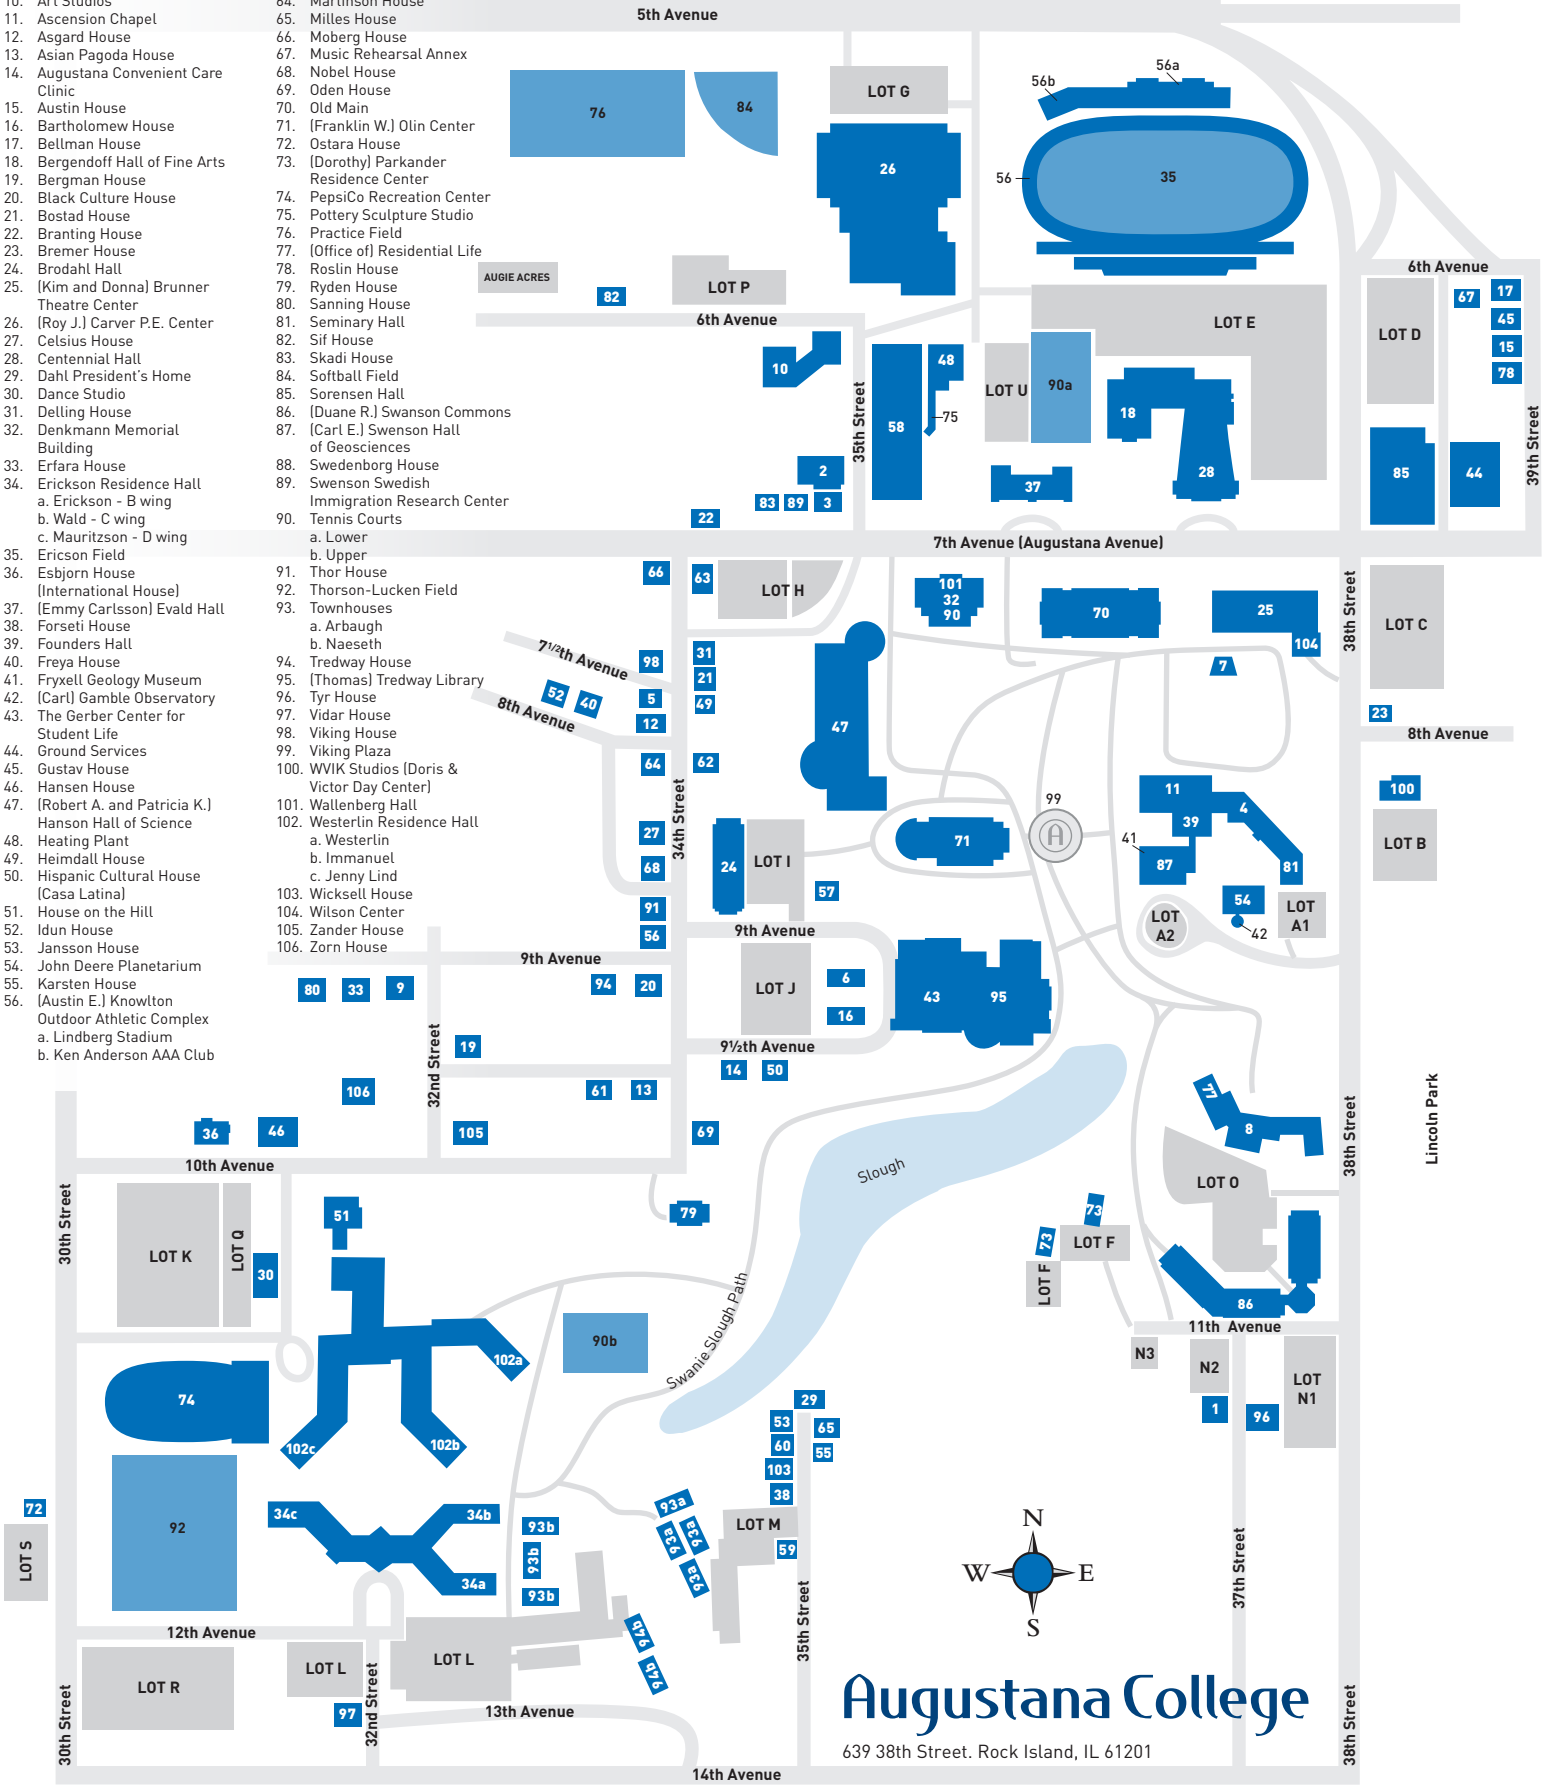 10. Art Studios
11. Ascension Chapel
12. Asgard House
13. Asian Pagoda House
14. Augustana Convenient Care
Clinic
15. Austin House
16. Bartholomew House
17. Bellman House
18. Bergendoff Hall of Fine Arts
19. Bergman House
20. Black Culture House
21. Bostad House
22. Branting House
23. Bremer House
24. Brodahl Hall
25. (Kim and Donna) Brunner
Theatre Center
26. (Roy J.) Carver P.E. Center
27. Celsius House
28. Centennial Hall
29. Dahl President's Home
30. Dance Studio
31. Delling House
32. Denkmann Memorial
Building
33. Erfara House
34. Erickson Residence Hall
a. Erickson - B wing
b. Wald - C wing
c. Mauritzson - D wing
35. Ericson Field
36. Esbjorn House
(International House)
37. (Emmy Carlsson) Evald Hall
38. Forseti House
39. Founders Hall
40. Freya House
41. Fryxell Geology Museum
42. (Carl) Gamble Observatory
43. The Gerber Center for
Student Life
44. Ground Services
45. Gustav House
46. Hansen House
47. (Robert A. and Patricia K.)
Hanson Hall of Science
48. Heating Plant
49. Heimdall House
50. Hispanic Cultural House
(Casa Latina)
51. House on the Hill
52. Idun House
53. Jansson House
54. John Deere Planetarium
55. Karsten House
56. (Austin E.) Knowlton
Outdoor Athletic Complex
a. Lindberg Stadium
b. Ken Anderson AAA Club
64. Martinson House
65. Milles House
66. Moberg House
67. Music Rehearsal Annex
68. Nobel House
69. Oden House
70. Old Main
71. (Franklin W.) Olin Center
72. Ostara House
73. (Dorothy) Parkander
Residence Center
74. PepsiCo Recreation Center
75. Pottery Sculpture Studio
76. Practice Field
77. (Office of) Residential Life
78. Roslin House
79. Ryden House
80. Sanning House
81. Seminary Hall
82. Sif House
83. Skadi House
84. Softball Field
85. Sorensen Hall
86. (Duane R.) Swanson Commons
87. (Carl E.) Swenson Hall
of Geosciences
88. Swedenborg House
89. Swenson Swedish
Immigration Research Center
90. Tennis Courts
a. Lower
b. Upper
91. Thor House
92. Thorson-Lucken Field
93. Townhouses
a. Arbaugh
b. Naeseth
94. Tredway House
95. (Thomas) Tredway Library
96. Tyr House
97. Vidar House
98. Viking House
99. Viking Plaza
100. WVIK Studios (Doris &
Victor Day Center)
101. Wallenberg Hall
102. Westerlin Residence Hall
a. Westerlin
b. Immanuel
c. Jenny Lind
103. Wicksell House
104. Wilson Center
105. Zander House
106. Zorn House
5th Avenue
76
84
LOT G
26
56b
56a
56
35
AUGIE ACRES
82
LOT P
6th Avenue
6th Avenue
LOT E
LOT D
67
17
45
15
78
10
35th Street
58
48
75
LOT U
90a
18
28
37
85
44
39th Street
2
83
89
3
22
7th Avenue (Augustana Avenue)
66
63
LOT H
101
32
90
70
25
104
7
38th Street
LOT C
23
8th Avenue
7 1/2th Avenue
98
31
21
49
5
12
52
40
8th Avenue
64
62
47
34th Street
27
68
24
LOT I
57
71
99
A
11
4
39
41
87
81
100
LOT B
91
56
9th Avenue
9th Avenue
54
42
LOT
A1
LOT
A2
80
33
9
94
20
LOT J
6
16
43
95
9½th Avenue
19
32nd Street
14
50
106
61
13
36
46
105
69
10th Avenue
77
8
38th Street
Lincoln Park
Slough
LOT O
30th Street
LOT K
LOT Q
30
51
79
73
73
LOT F
LOT F
86
11th Avenue
Swanie Slough Path
90b
102a
102b
102c
74
N3
N2
LOT
N1
1
96
29
53
65
60
55
103
38
72
LOT S
92
34c
34b
34a
93b
93b
93b
93a
93a
93a
93a
LOT M
59
N
W
E
S
37th Street
35th Street
12th Avenue
94b
94b
LOT R
LOT L
LOT L
97
32nd Street
13th Avenue
30th Street
38th Street
Augustana College
639 38th Street. Rock Island, IL 61201
14th Avenue